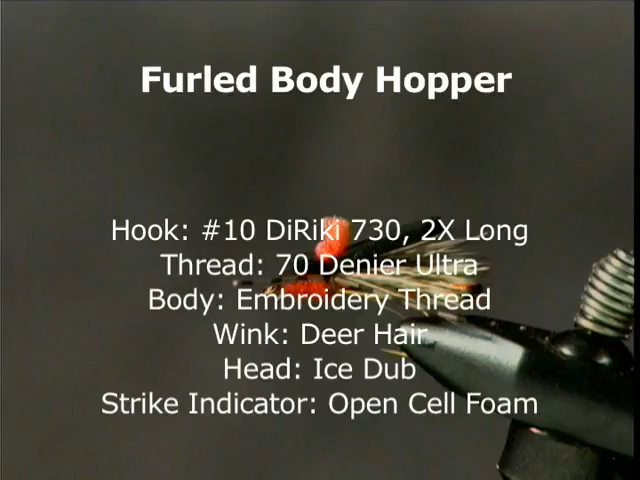 Furled Body Hopper
Hook: #10 DiRiki 730, 2X Long
Thread: 70 Denier Ultra
Body: Embroidery Thread
Wink: Deer Hair
Head: Ice Dub
Strike Indicator: Open Cell Foam